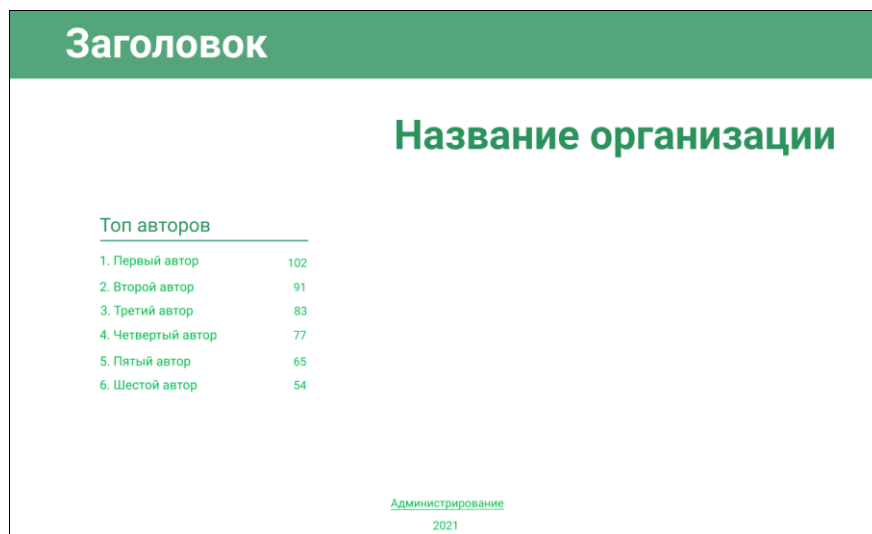 Заголовок
Название организации
Топ авторов
1. Первый автор 102
2. Второй автор 91
3. Третий автор 83
4. Четвертый автор 77
5. Пятый автор 65
6. Шестой автор 54
Администрирование
2021